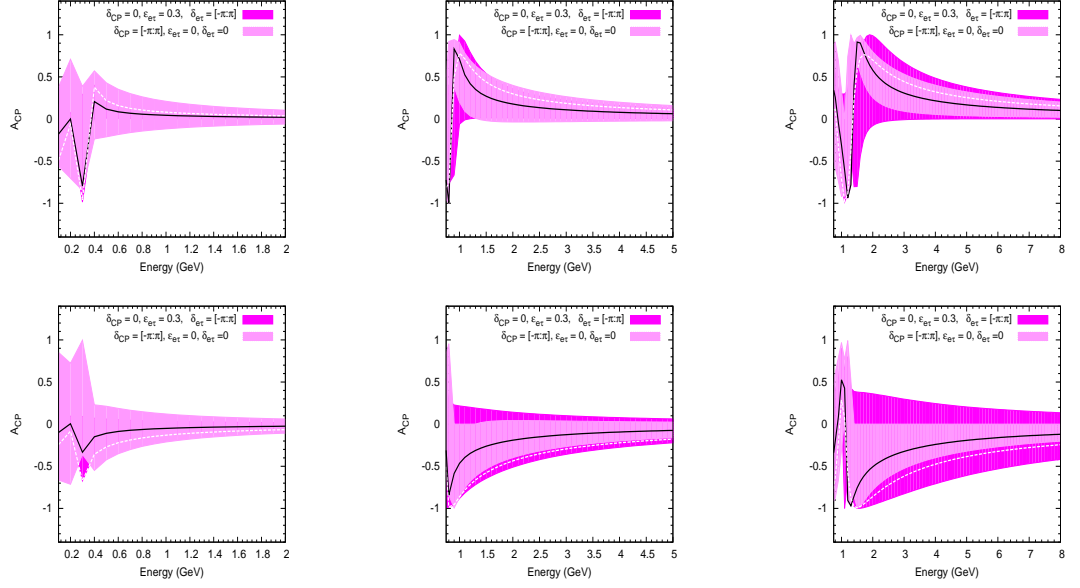 δCP = 0, εeτ = 0.3, δeτ = [-π:π]
δCP = [-π:π], εeτ = 0, δeτ =0
1
0.5
0
-0.5
-1
ACP
0.2 0.4 0.6 0.8 1 1.2 1.4 1.6 1.8 2
Energy (GeV)
δCP = 0, εeτ = 0.3, δeτ = [-π:π]
δCP = [-π:π], εeτ = 0, δeτ =0
1
0.5
0
-0.5
-1
ACP
1 1.5 2 2.5 3 3.5 4 4.5 5
Energy (GeV)
δCP = 0, εeτ = 0.3, δeτ = [-π:π]
δCP = [-π:π], εeτ = 0, δeτ =0
1
0.5
0
-0.5
-1
ACP
1 2 3 4 5 6 7 8
Energy (GeV)
δCP = 0, εeτ = 0.3, δeτ = [-π:π]
δCP = [-π:π], εeτ = 0, δeτ =0
1
0.5
0
-0.5
-1
ACP
0.2 0.4 0.6 0.8 1 1.2 1.4 1.6 1.8 2
Energy (GeV)
δCP = 0, εeτ = 0.3, δeτ = [-π:π]
δCP = [-π:π], εeτ = 0, δeτ =0
1
0.5
0
-0.5
-1
ACP
1 1.5 2 2.5 3 3.5 4 4.5 5
Energy (GeV)
δCP = 0, εeτ = 0.3, δeτ = [-π:π]
δCP = [-π:π], εeτ = 0, δeτ =0
1
0.5
0
-0.5
-1
ACP
1 2 3 4 5 6 7 8
Energy (GeV)